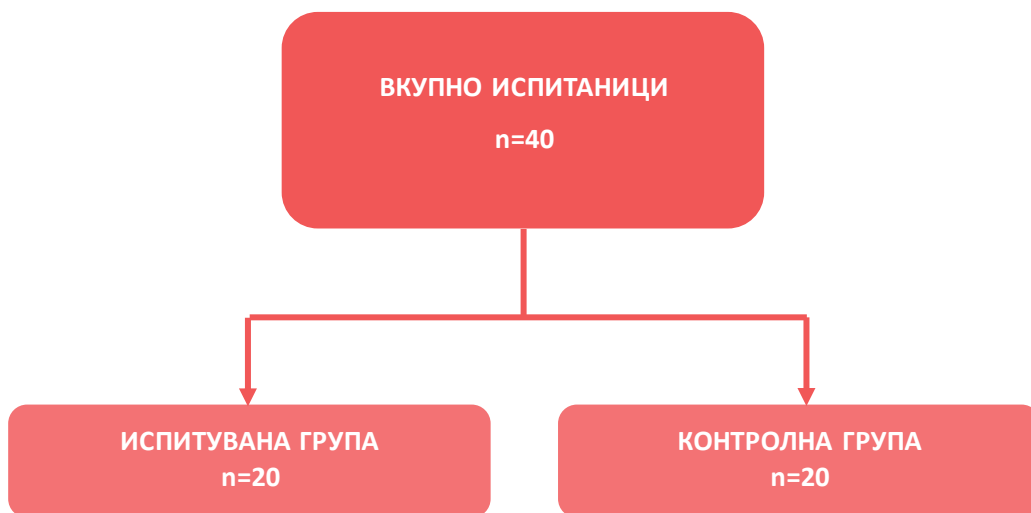 ВКУПНО ИСПИТАНИЦИ
n=40
ИСПИТУВАНА ГРУПА
n=20
КОНТРОЛНА ГРУПА
n=20